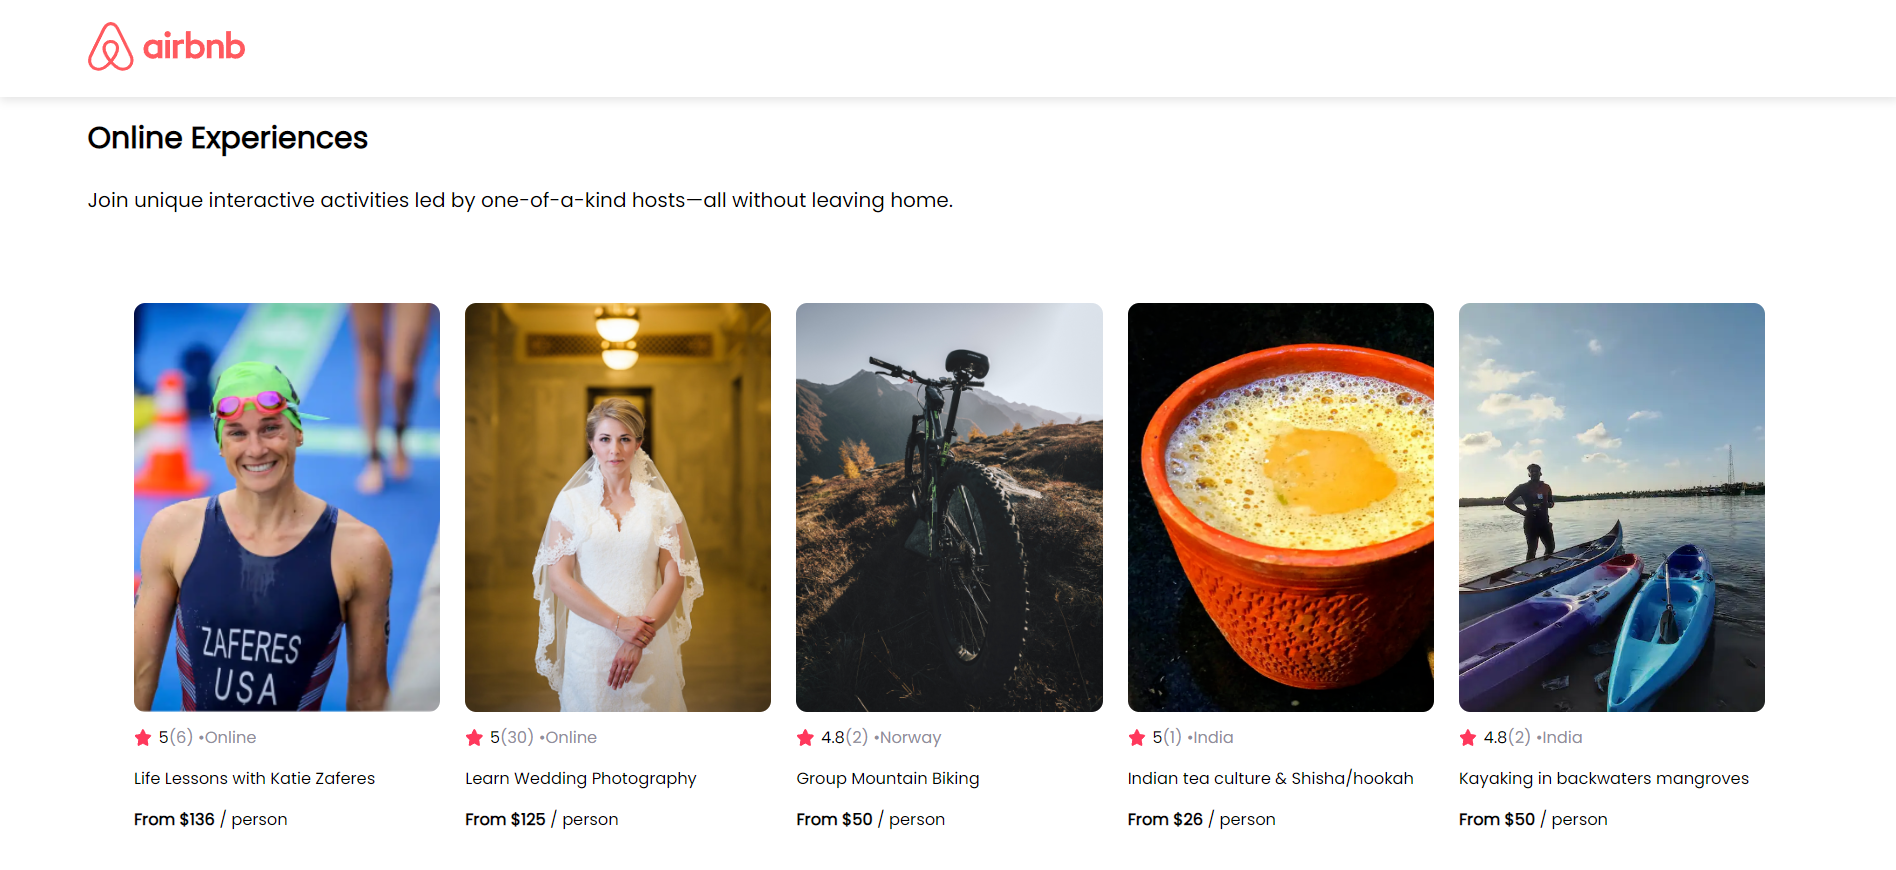 airbnb
Online Experiences
Join unique interactive activities led by one-of-a-kind hosts—all without leaving home.
ZAFERES
USA
5(6) •Online
Life Lessons with Katie Zaferes
From $136 / person
5(30) •Online
Learn Wedding Photography
From $125 / person
4.8(2) •Norway
Group Mountain Biking
From $50 / person
5(1) •India
Indian tea culture & Shisha/hookah
From $26 / person
4.8(2) •India
Kayaking in backwaters mangroves
From $50 / person